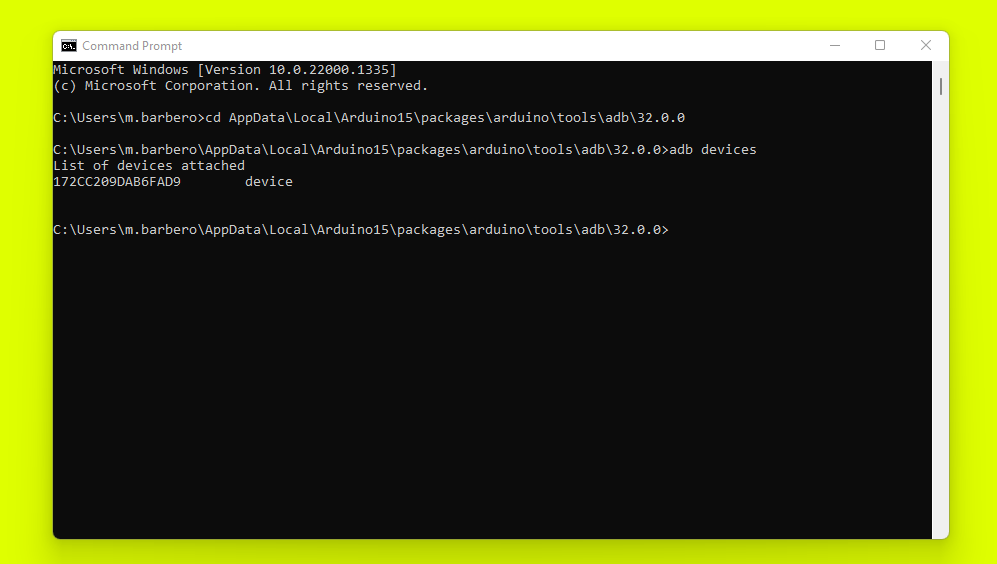 Command Prompt
Microsoft Windows [Version 10.0.22000.1335]
(c) Microsoft Corporation. All rights reserved.
C:\Users\m.barbero>cd AppData\Local\Arduino15\packages\arduino\tools\adb\32.0.0
C:\Users\m.barbero\AppData\Local\Arduino15\packages\arduino\tools\adb\32.0.0>adb devices
List of devices attached
172CC209DAB6FAD9        device
C:\Users\m.barbero\AppData\Local\Arduino15\packages\arduino\tools\adb\32.0.0>